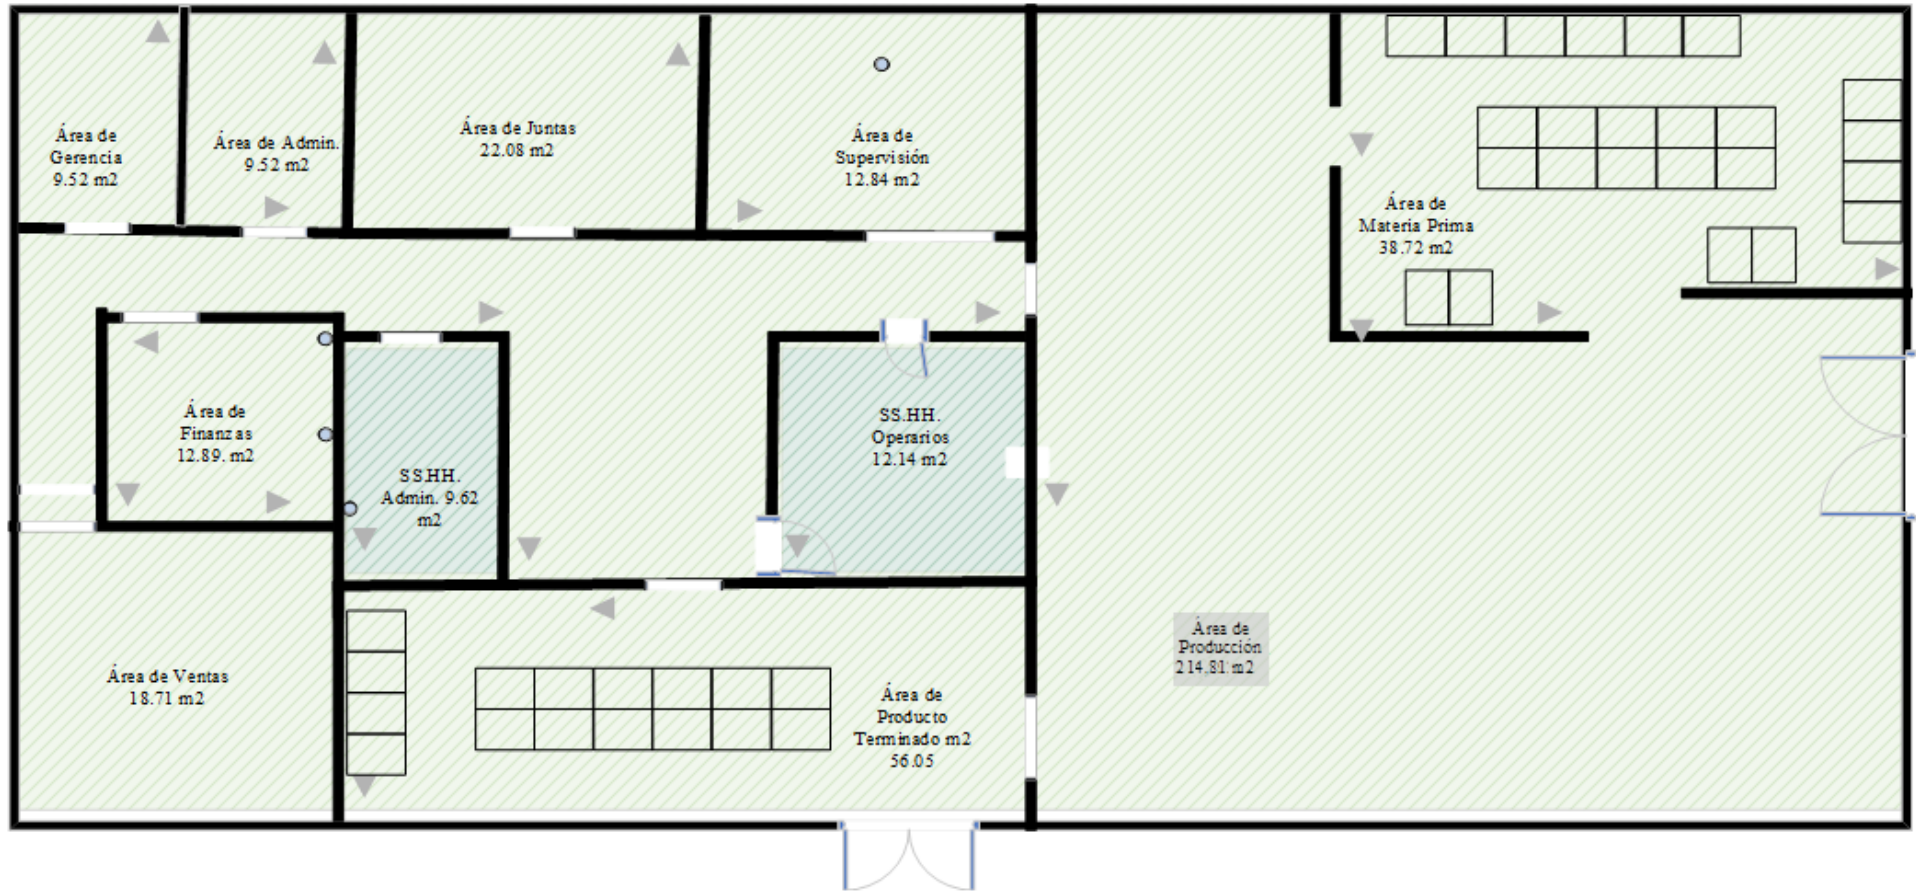 Área de
Gerencia
9.52 m2
Área de Admin.
9.52 m2
Área de Juntas
22.08 m2
Área de
Supervisión
12.84 m2
Área de
Materia Prima
38.72 m2
Área de
Finanzas
12.89. m2
SS.HH.
Admin. 9.62
m2
SS.HH.
Operarios
12.14 m2
Área de Ventas
18.71 m2
Área de
Producto
Terminado m2
56.05
Área de
Producción
214.81 m2